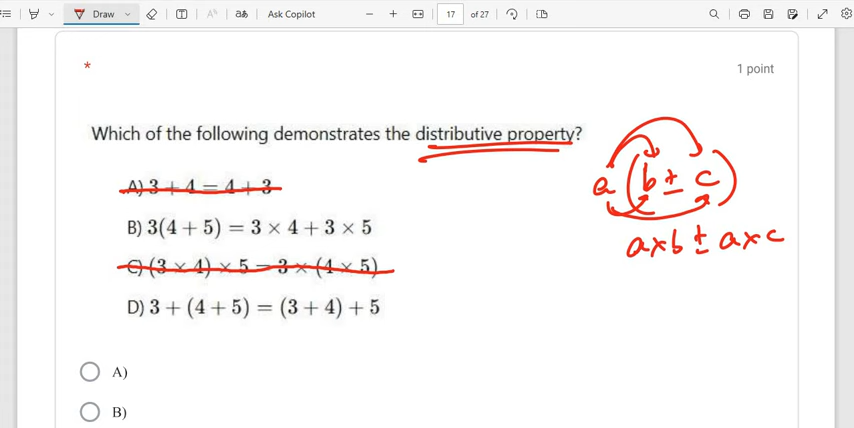 Draw
Ask Copilot
17 of 27
*
1 point
Which of the following demonstrates the distributive property?
A) 3 + 4 = 4 + 3
B) 3(4 + 5) = 3 × 4 + 3 × 5
C) (3 × 4) × 5 = 3 × (4 × 5)
D) 3 + (4 + 5) = (3 + 4) + 5
a (b ± c)
a×b ± a×c
A)
B)